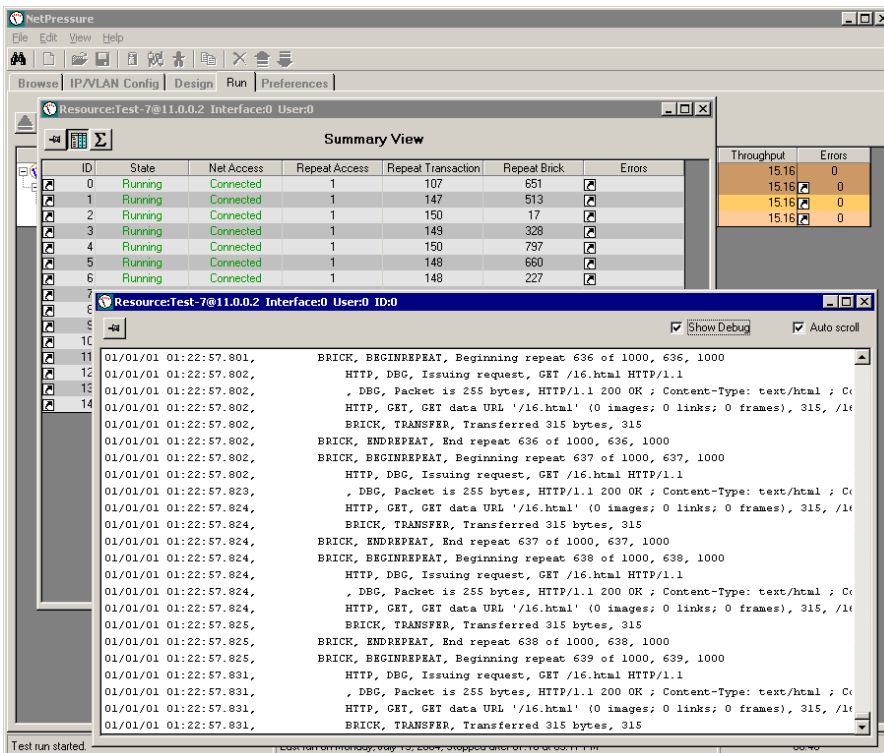 NetPressure
File Edit View Help
Browse IP/VLAN Config Design Run Preferences
Resource:Test-7@11.0.0.2 Interface:0 User:0
Summary View
Throughput Errors
15.16 0
15.16 0
15.16 0
15.16 0
ID State Net Access Repeat Access Repeat Transaction Repeat Brick Errors
0 Running Connected 1 107 651
1 Running Connected 1 147 513
2 Running Connected 1 150 17
3 Running Connected 1 149 328
4 Running Connected 1 150 797
5 Running Connected 1 148 660
6 Running Connected 1 148 227
7
8
9
10
11
12
13
14
Resource:Test-7@11.0.0.2 Interface:0 User:0 ID:0
Show Debug Auto scroll
01/01/01 01:22:57.801, BRICK, BEGINREPEAT, Beginning repeat 636 of 1000, 636, 1000
01/01/01 01:22:57.802, HTTP, DBG, Issuing request, GET /16.html HTTP/1.1
01/01/01 01:22:57.802, , DBG, Packet is 255 bytes, HTTP/1.1 200 OK ; Content-Type: text/html ; Co
01/01/01 01:22:57.802, HTTP, GET, GET data URL '/16.html' (0 images; 0 links; 0 frames), 315, /16
01/01/01 01:22:57.802, BRICK, TRANSFER, Transferred 315 bytes, 315
01/01/01 01:22:57.802, BRICK, ENDREPEAT, End repeat 636 of 1000, 636, 1000
01/01/01 01:22:57.802, BRICK, BEGINREPEAT, Beginning repeat 637 of 1000, 637, 1000
01/01/01 01:22:57.802, HTTP, DBG, Issuing request, GET /16.html HTTP/1.1
01/01/01 01:22:57.823, , DBG, Packet is 255 bytes, HTTP/1.1 200 OK ; Content-Type: text/html ; Co
01/01/01 01:22:57.824, HTTP, GET, GET data URL '/16.html' (0 images; 0 links; 0 frames), 315, /16
01/01/01 01:22:57.824, BRICK, TRANSFER, Transferred 315 bytes, 315
01/01/01 01:22:57.824, BRICK, ENDREPEAT, End repeat 637 of 1000, 637, 1000
01/01/01 01:22:57.824, BRICK, BEGINREPEAT, Beginning repeat 638 of 1000, 638, 1000
01/01/01 01:22:57.824, HTTP, DBG, Issuing request, GET /16.html HTTP/1.1
01/01/01 01:22:57.824, , DBG, Packet is 255 bytes, HTTP/1.1 200 OK ; Content-Type: text/html ; Co
01/01/01 01:22:57.824, HTTP, GET, GET data URL '/16.html' (0 images; 0 links; 0 frames), 315, /16
01/01/01 01:22:57.825, BRICK, TRANSFER, Transferred 315 bytes, 315
01/01/01 01:22:57.825, BRICK, ENDREPEAT, End repeat 638 of 1000, 638, 1000
01/01/01 01:22:57.825, BRICK, BEGINREPEAT, Beginning repeat 639 of 1000, 639, 1000
01/01/01 01:22:57.831, HTTP, DBG, Issuing request, GET /16.html HTTP/1.1
01/01/01 01:22:57.831, , DBG, Packet is 255 bytes, HTTP/1.1 200 OK ; Content-Type: text/html ; Co
01/01/01 01:22:57.831, HTTP, GET, GET data URL '/16.html' (0 images; 0 links; 0 frames), 315, /16
01/01/01 01:22:57.831, BRICK, TRANSFER, Transferred 315 bytes, 315
Test run started.